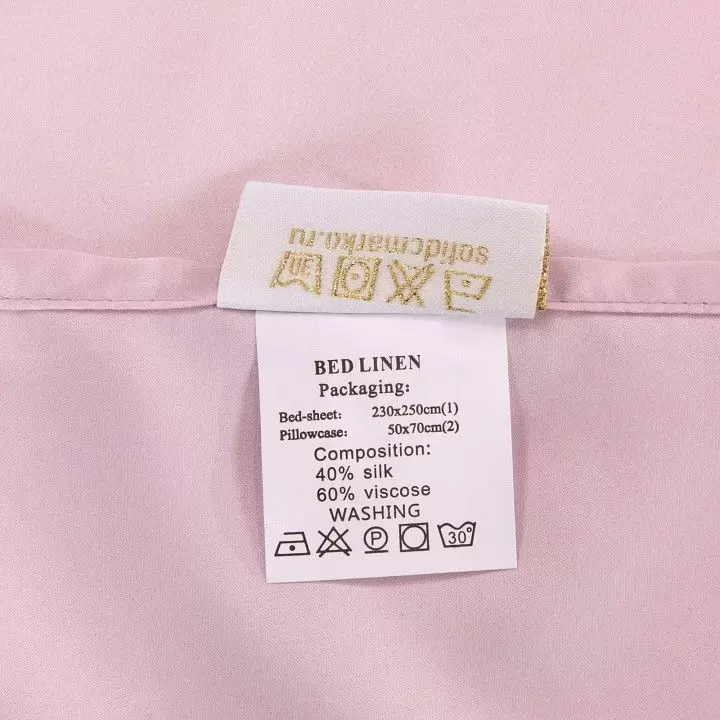 solidcmarko.ru
BED LINEN
Packaging:
Bed-sheet: 230x250cm(1)
Pillowcase: 50x70cm(2)
Composition:
40% silk
60% viscose
WASHING
P 30°